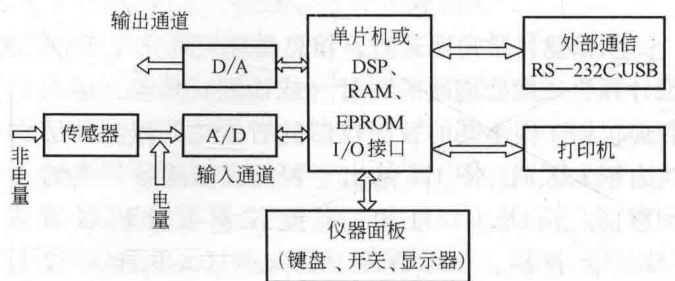 输出通道
D/A
单片机或
DSP,
RAM、
EPROM
I/O 接口
外部通信
RS-232C、USB
非电量
传感器
A/D
输入通道
电量
打印机
仪器面板
(键盘、开关、显示器)